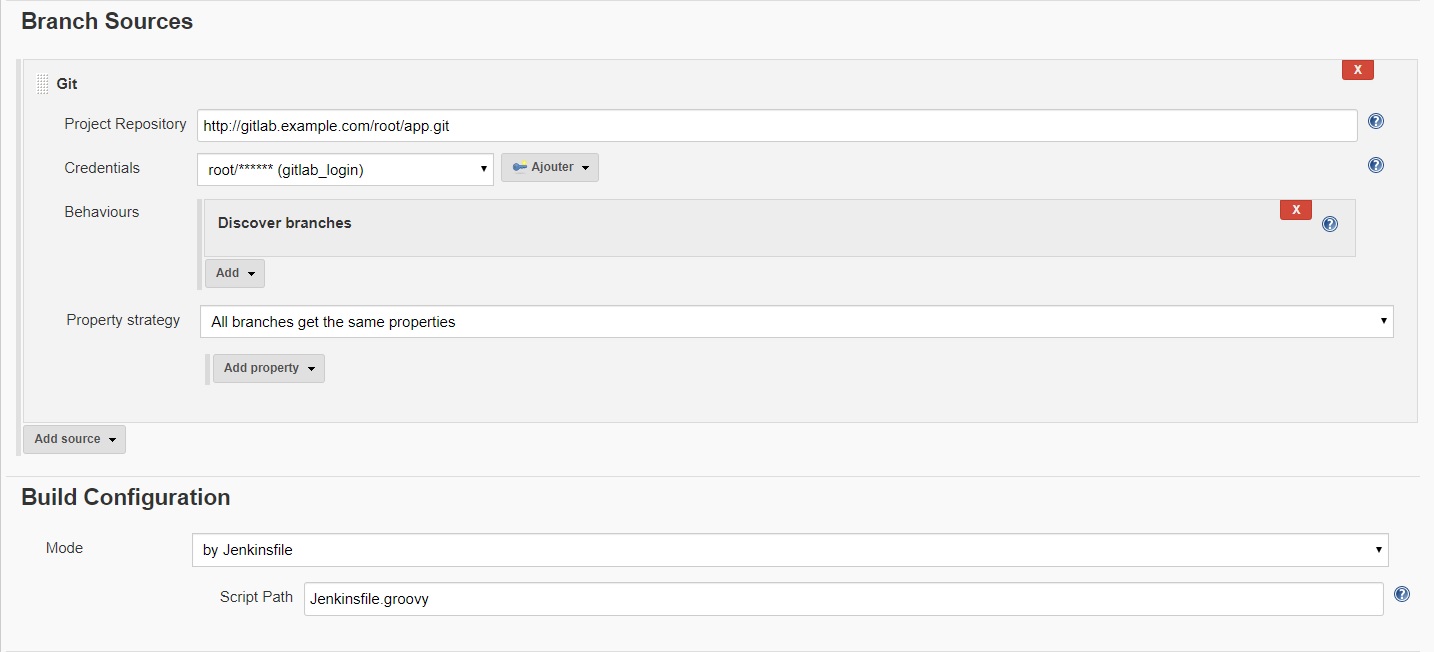 Branch Sources
X
Git
Project Repository http://gitlab.example.com/root/app.git
Credentials root/****** (gitlab_login) Ajouter
Behaviours
X
Discover branches
Add
Property strategy All branches get the same properties
Add property
Add source
Build Configuration
Mode by Jenkinsfile
Script Path Jenkinsfile.groovy